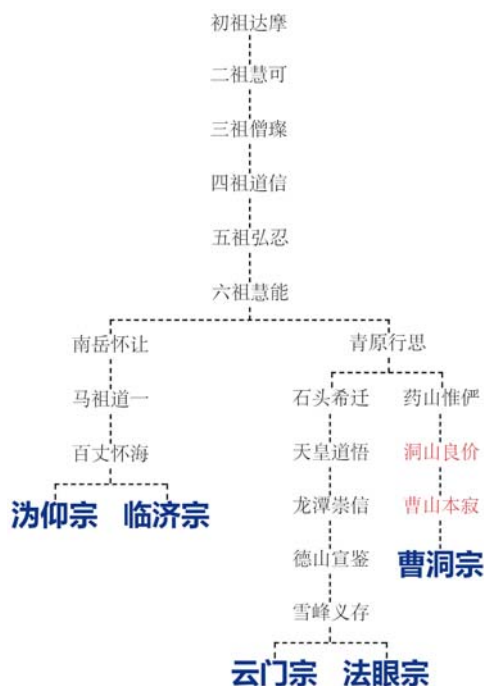 初祖达摩
二祖慧可
三祖僧璨
四祖道信
五祖弘忍
六祖慧能
南岳怀让 青原行思
马祖道一 石头希迁 药山惟俨
百丈怀海 天皇道悟 洞山良价
沩仰宗 临济宗 龙潭崇信 曹山本寂
德山宣鉴 曹洞宗
雪峰义存
云门宗 法眼宗